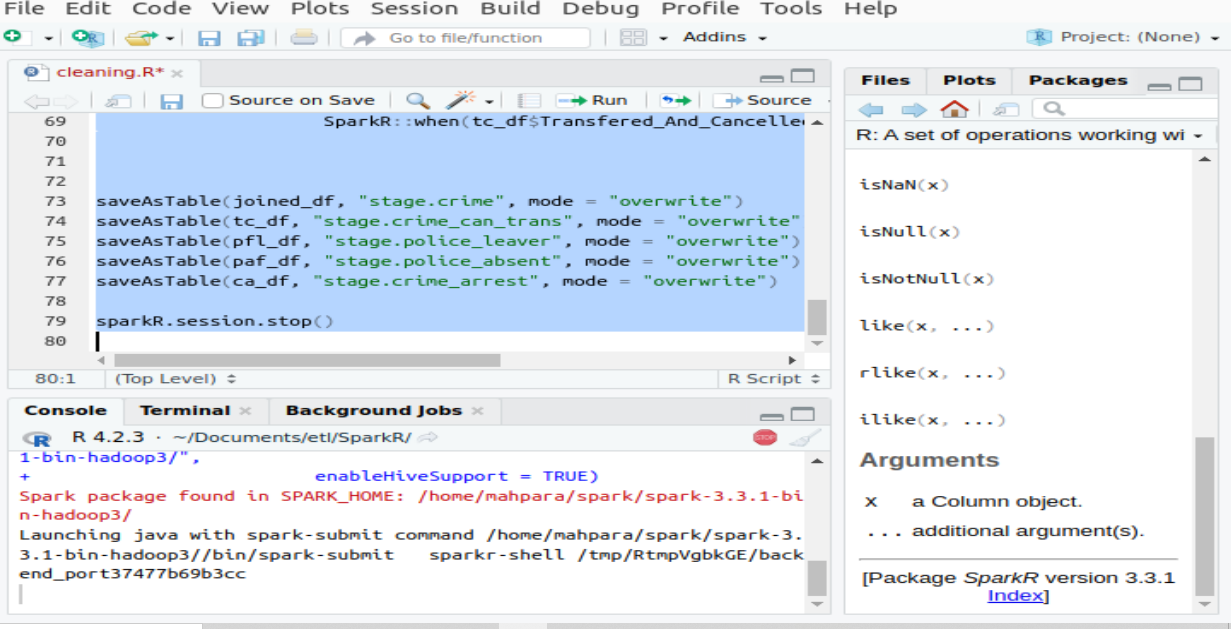 File Edit Code View Plots Session Build Debug Profile Tools Help
Go to file/function Addins Project: (None)
cleaning.R*
Source on Save Run Source
69 SparkR::when(tc_df$Transfered_And_Cancelle
70
71
72
73 saveAsTable(joined_df, "stage.crime", mode = "overwrite")
74 saveAsTable(tc_df, "stage.crime_can_trans", mode = "overwrite"
75 saveAsTable(pfl_df, "stage.police_leaver", mode = "overwrite")
76 saveAsTable(paf_df, "stage.police_absent", mode = "overwrite")
77 saveAsTable(ca_df, "stage.crime_arrest", mode = "overwrite")
78
79 sparkR.session.stop()
80
80:1 (Top Level) R Script
Console Terminal Background Jobs
R R 4.2.3 · ~/Documents/etl/SparkR/
STOP
1-bin-hadoop3/",
+ enableHiveSupport = TRUE)
Spark package found in SPARK_HOME: /home/mahpara/spark/spark-3.3.1-bi
n-hadoop3/
Launching java with spark-submit command /home/mahpara/spark/spark-3.
3.1-bin-hadoop3//bin/spark-submit sparkr-shell /tmp/RtmpVgbkGE/back
end_port37477b69b3cc
Files Plots Packages
R: A set of operations working wi
isNaN(x)
isNull(x)
isNotNull(x)
like(x, ...)
rlike(x, ...)
ilike(x, ...)
Arguments
x a Column object.
... additional argument(s).
[Package SparkR version 3.3.1
Index]